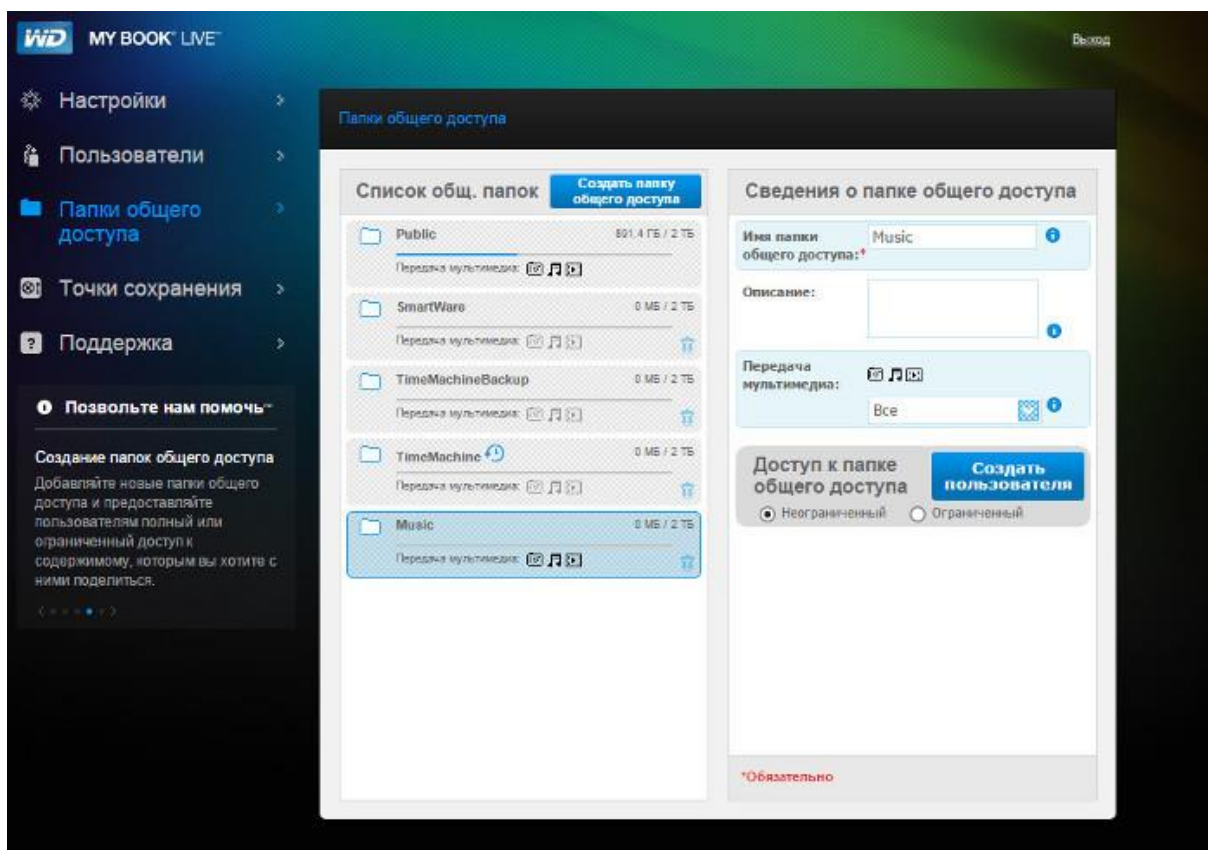 WD MY BOOK® LIVE™
Выход
Настройки
Пользователи
Папки общего
доступа
Точки сохранения
Поддержка
Позвольте нам помочь™
Создание папок общего доступа
Добавляйте новые папки общего
доступа и предоставляйте
пользователям полный или
ограниченный доступ к
содержимому, которым вы хотите с
ними поделиться.
Папки общего доступа
Список общ. папок
Создать папку
общего доступа
Public 891.4 ГБ / 2 ТБ
Передача мультимедиа:
SmartWare 0 МБ / 2 ТБ
Передача мультимедиа:
TimeMachineBackup 0 МБ / 2 ТБ
Передача мультимедиа:
TimeMachine 0 МБ / 2 ТБ
Передача мультимедиа:
Music 0 МБ / 2 ТБ
Передача мультимедиа:
Сведения о папке общего доступа
Имя папки
общего доступа:*
Music
Описание:
Передача
мультимедиа:
Все
Доступ к папке
общего доступа
Создать
пользователя
Неограниченный Ограниченный
*Обязательно